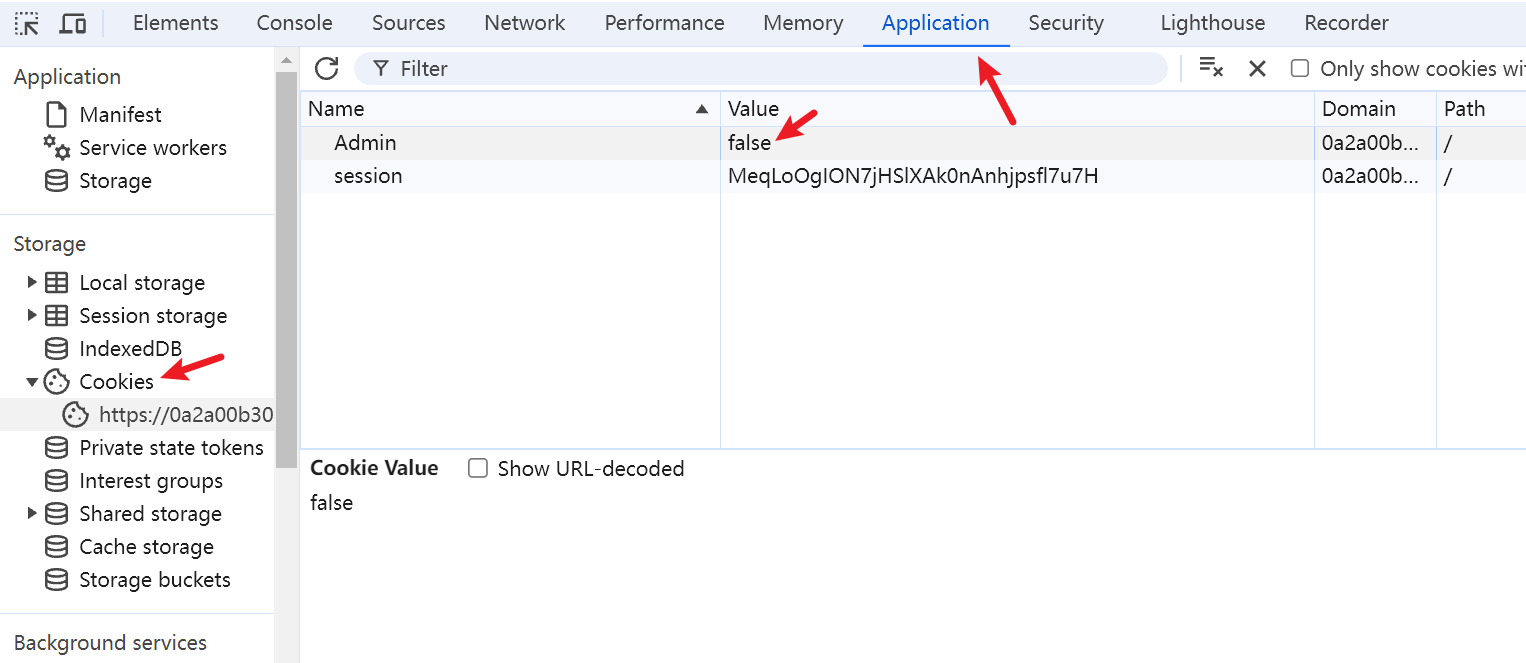 Elements Console Sources Network Performance Memory Application Security Lighthouse Recorder
Application
Manifest
Service workers
Storage
Storage
Local storage
Session storage
IndexedDB
Cookies
https://0a2a00b30
Private state tokens
Interest groups
Shared storage
Cache storage
Storage buckets
Background services
Filter Only show cookies wit
Name Value Domain Path
Admin false 0a2a00b... /
session MeqLoOgION7jHSlXAk0nAnhjpsfl7u7H 0a2a00b... /
Cookie Value Show URL-decoded
false